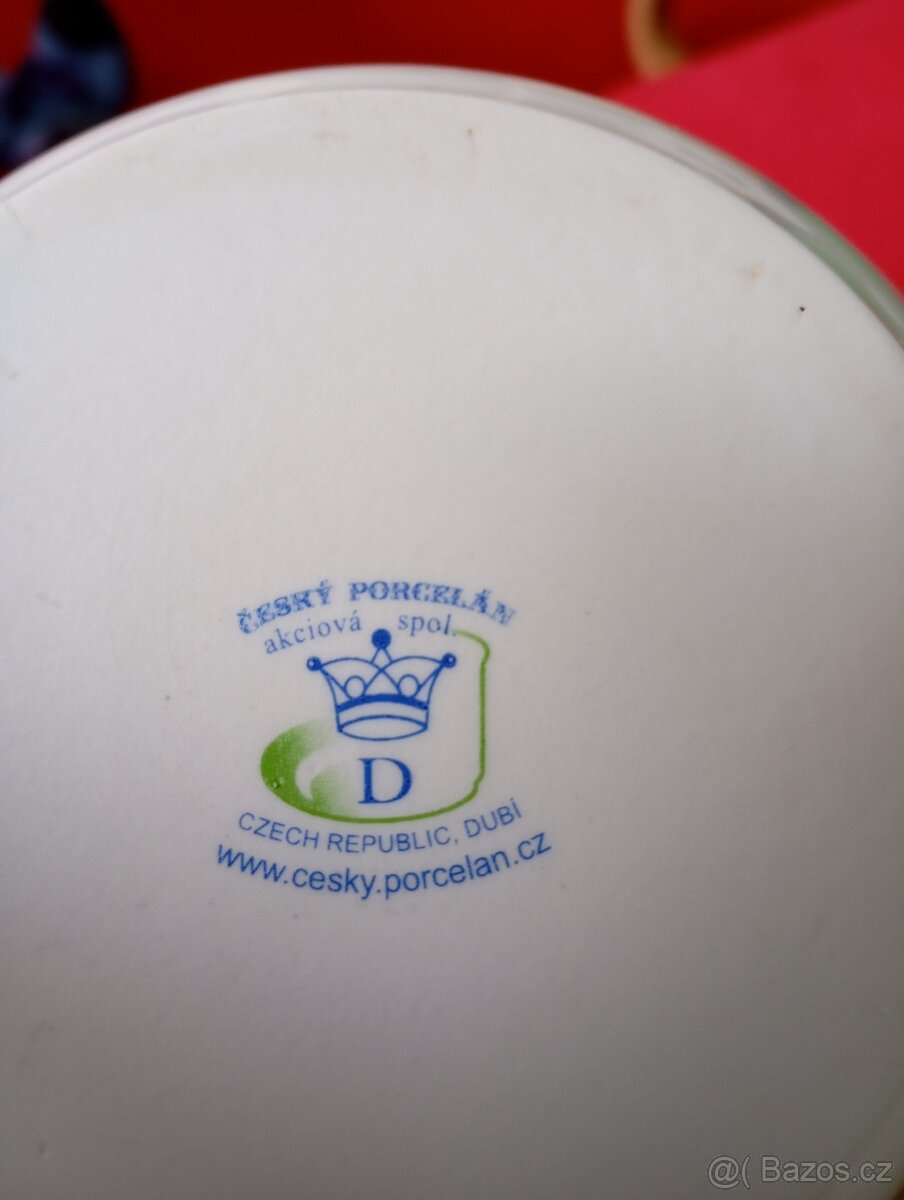 ČESKÝ PORCELÁN
akciová spol.
D
CZECH REPUBLIC, DUBÍ
www.cesky.porcelan.cz
@( Bazos.cz